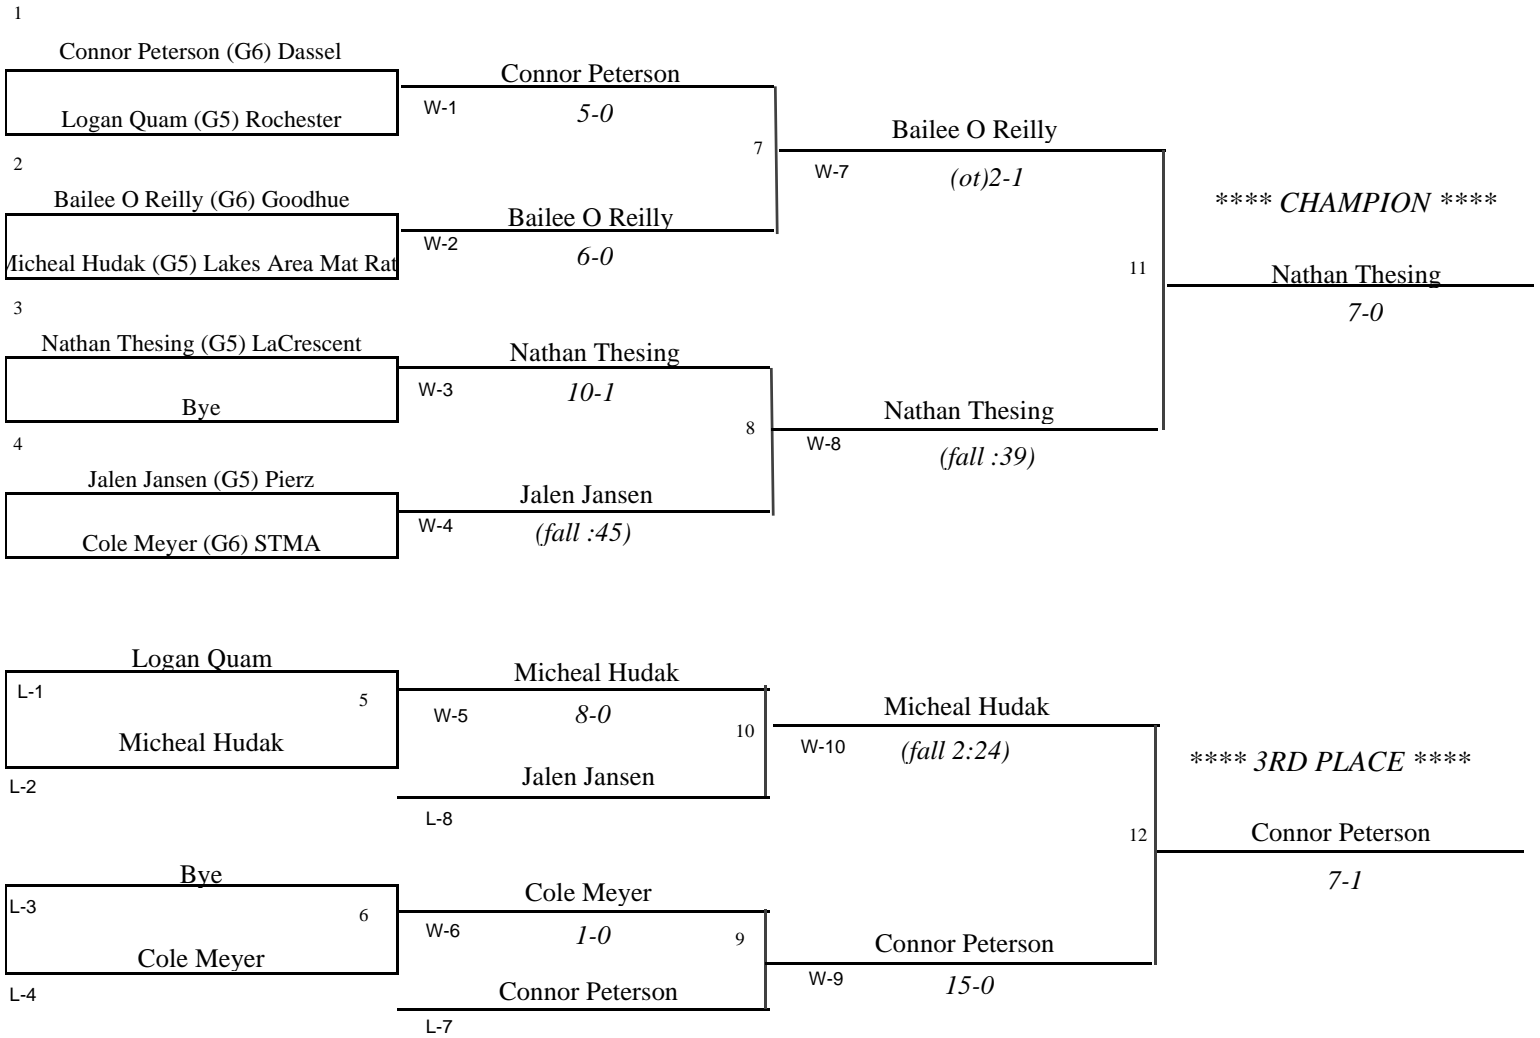 1
Connor Peterson (G6) Dassel
Connor Peterson
W-1
5-0
Logan Quam (G5) Rochester
7
Bailee O Reilly
W-7
(ot)2-1
2
Bailee O Reilly (G6) Goodhue
Bailee O Reilly
W-2
6-0
Micheal Hudak (G5) Lakes Area Mat Rat
**** CHAMPION ****
11
Nathan Thesing
7-0
3
Nathan Thesing (G5) LaCrescent
Nathan Thesing
W-3
10-1
Bye
8
Nathan Thesing
W-8
(fall :39)
4
Jalen Jansen (G5) Pierz
Jalen Jansen
W-4
(fall :45)
Cole Meyer (G6) STMA
Logan Quam
L-1
5
Micheal Hudak
W-5
8-0
Micheal Hudak
L-2
10
Jalen Jansen
L-8
Micheal Hudak
W-10
(fall 2:24)
**** 3RD PLACE ****
12
Connor Peterson
7-1
Bye
L-3
6
Cole Meyer
W-6
1-0
9
Cole Meyer
L-4
Connor Peterson
L-7
Connor Peterson
W-9
15-0